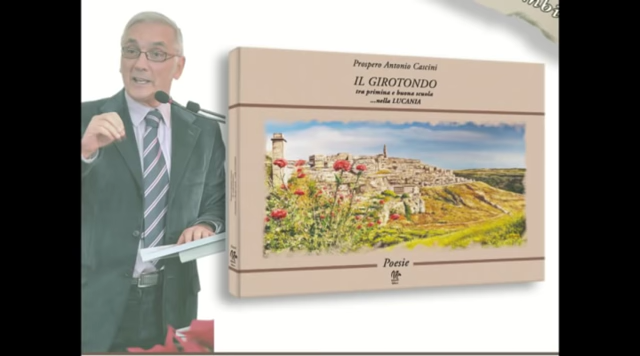 Prospero Antonio Cascini
IL GIROTONDO
tra primina e buona scuola
...nella LUCANIA
Poesie